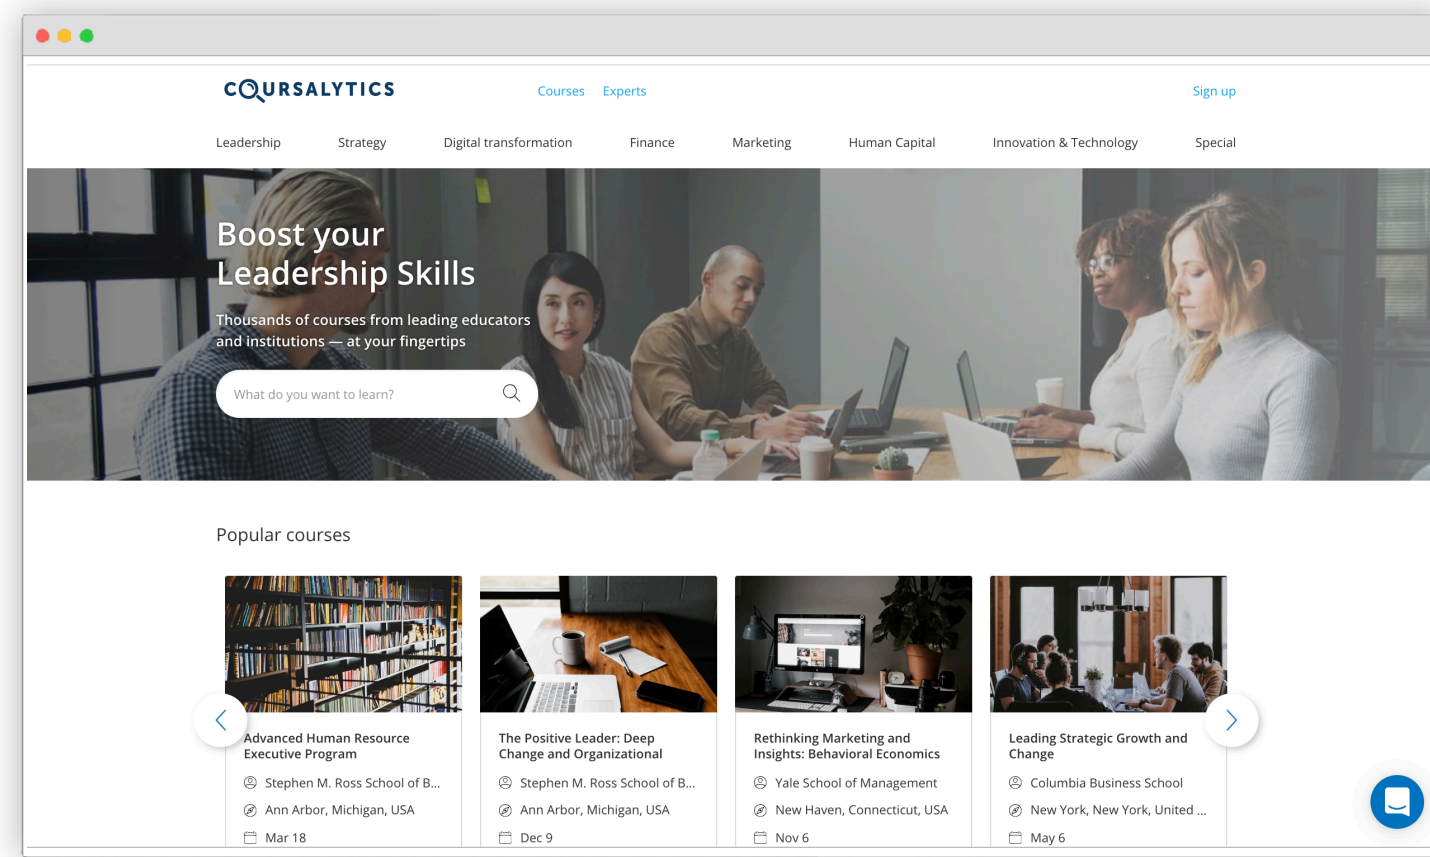 COURSALYTICS
Courses Experts
Sign up
Leadership Strategy Digital transformation Finance Marketing Human Capital Innovation & Technology Special
Boost your
Leadership Skills
Thousands of courses from leading educators
and institutions — at your fingertips
What do you want to learn?
Popular courses
Advanced Human Resource
Executive Program
Stephen M. Ross School of B...
Ann Arbor, Michigan, USA
Mar 18
The Positive Leader: Deep
Change and Organizational
Stephen M. Ross School of B...
Ann Arbor, Michigan, USA
Dec 9
Rethinking Marketing and
Insights: Behavioral Economics
Yale School of Management
New Haven, Connecticut, USA
Nov 6
Leading Strategic Growth and
Change
Columbia Business School
New York, New York, United ...
May 6